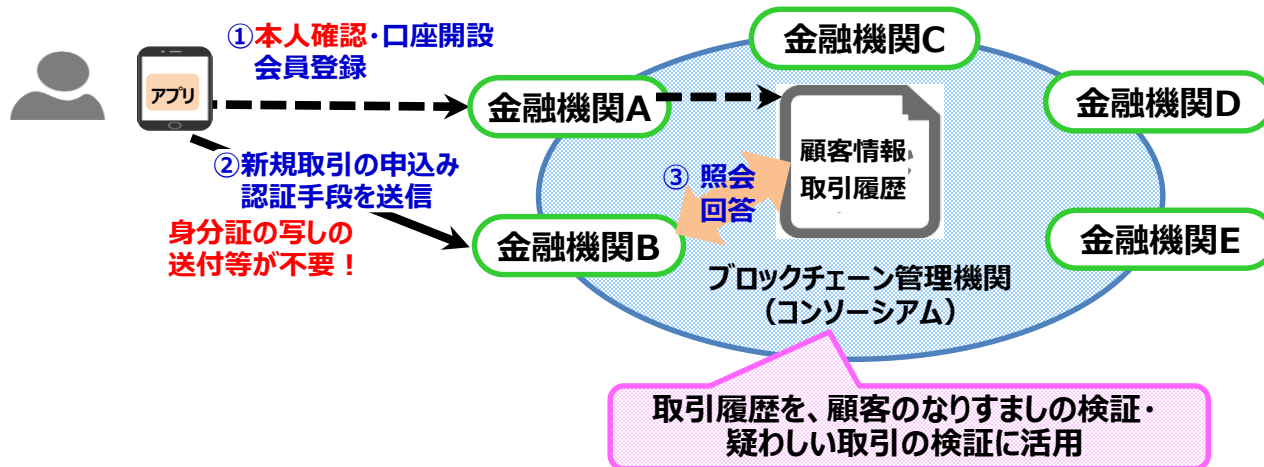 ①本人確認・口座開設
会員登録
アプリ
金融機関A
金融機関C
金融機関D
②新規取引の申込み
認証手段を送信
身分証の写しの
送付等が不要！
金融機関B
③ 照会
回答
顧客情報
取引履歴
金融機関E
ブロックチェーン管理機関
（コンソーシアム）
取引履歴を、顧客のなりすましの検証・
疑わしい取引の検証に活用